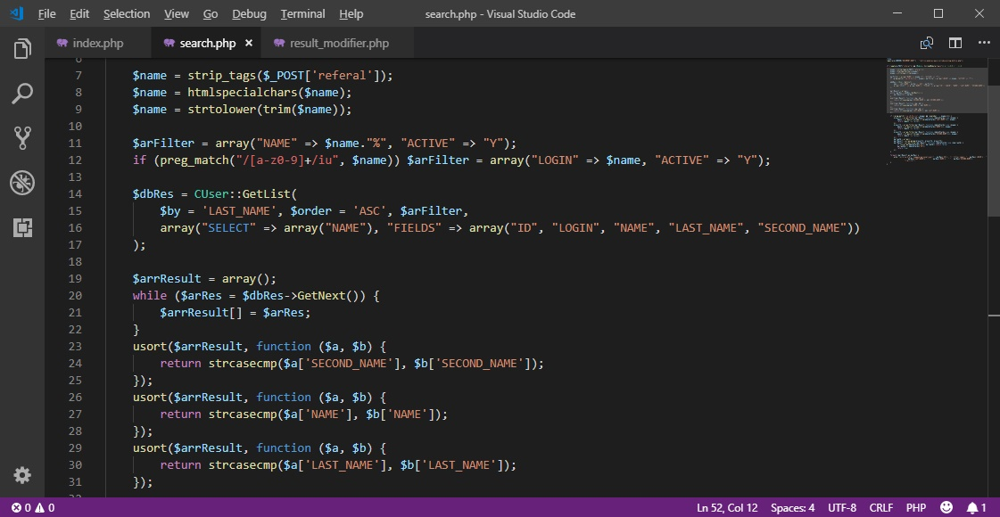 File Edit Selection View Go Debug Terminal Help search.php - Visual Studio Code
index.php search.php × result_modifier.php
7 $name = strip_tags($_POST['referal']);
8 $name = htmlspecialchars($name);
9 $name = strtolower(trim($name));
10
11 $arFilter = array("NAME" => $name."%", "ACTIVE" => "Y");
12 if (preg_match("/[a-z0-9]+/iu", $name)) $arFilter = array("LOGIN" => $name, "ACTIVE" => "Y");
13
14 $dbRes = CUser::GetList(
15 $by = 'LAST_NAME', $order = 'ASC', $arFilter,
16 array("SELECT" => array("NAME"), "FIELDS" => array("ID", "LOGIN", "NAME", "LAST_NAME", "SECOND_NAME"))
17 );
18
19 $arrResult = array();
20 while ($arRes = $dbRes->GetNext()) {
21 $arrResult[] = $arRes;
22 }
23 usort($arrResult, function ($a, $b) {
24 return strcasecmp($a['SECOND_NAME'], $b['SECOND_NAME']);
25 });
26 usort($arrResult, function ($a, $b) {
27 return strcasecmp($a['NAME'], $b['NAME']);
28 });
29 usort($arrResult, function ($a, $b) {
30 return strcasecmp($a['LAST_NAME'], $b['LAST_NAME']);
31 });
0 0 Ln 52, Col 12 Spaces: 4 UTF-8 CRLF PHP 1